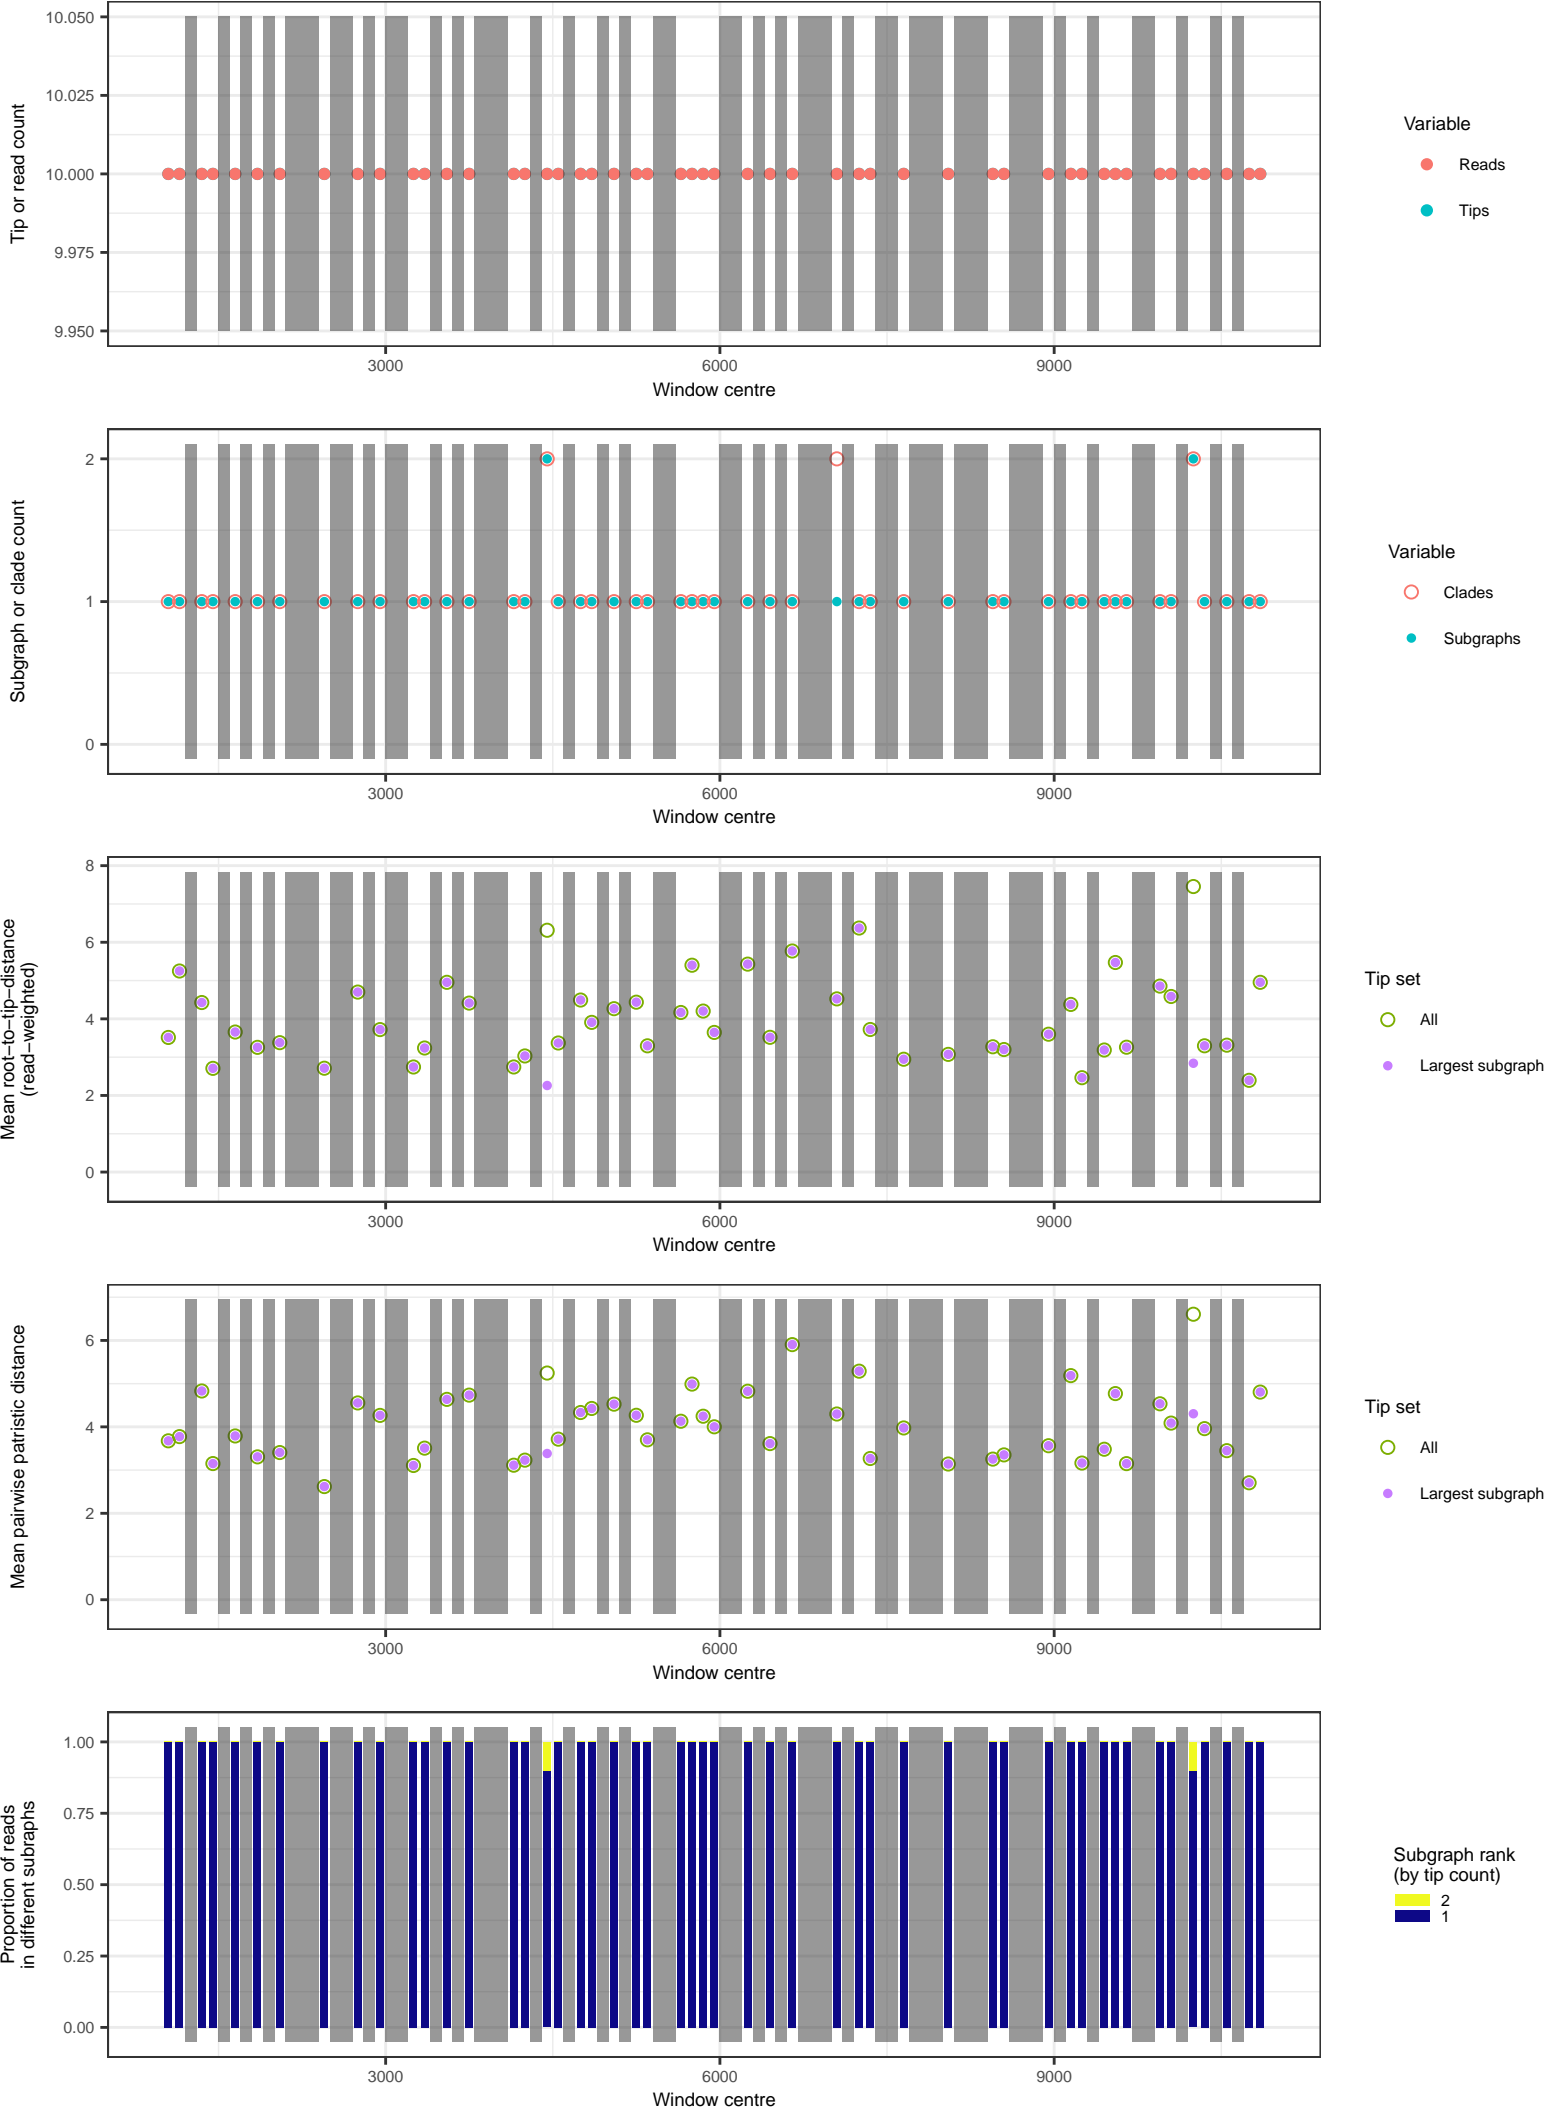 10.050
10.025
10.000
9.975
9.950
Tip or read count
3000
6000
9000
Window centre
Variable
Reads
Tips
2
1
0
Subgraph or clade count
3000
6000
9000
Window centre
Variable
Clades
Subgraphs
8
6
4
2
0
Mean root−to−tip−distance
(read−weighted)
3000
6000
9000
Window centre
Tip set
All
Largest subgraph
6
4
2
0
Mean pairwise patristic distance
3000
6000
9000
Window centre
Tip set
All
Largest subgraph
1.00
0.75
0.50
0.25
0.00
Proportion of reads
in different subraphs
3000
6000
9000
Window centre
Subgraph rank
(by tip count)
2
1